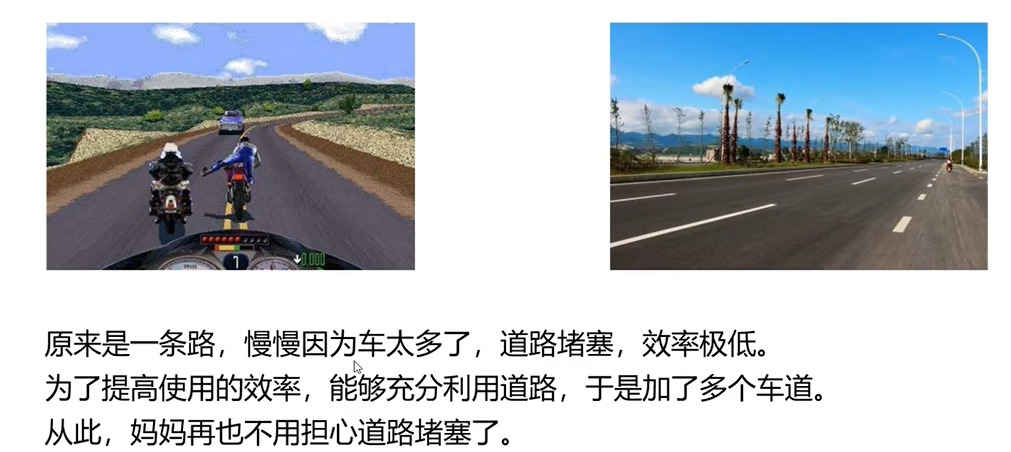 7
0.000
原来是一条路，慢慢因为车太多了，道路堵塞，效率极低。
为了提高使用的效率，能够充分利用道路，于是加了多个车道。
从此，妈妈再也不用担心道路堵塞了。